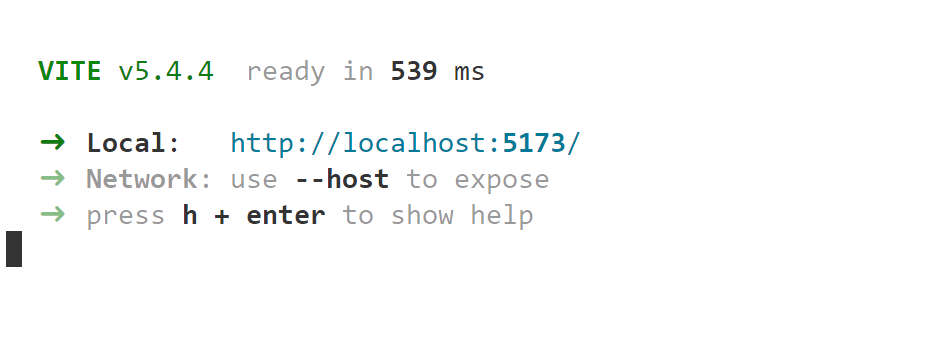 VITE v5.4.4  ready in 539 ms
➜ Local:   http://localhost:5173/
➜ Network: use --host to expose
➜ press h + enter to show help